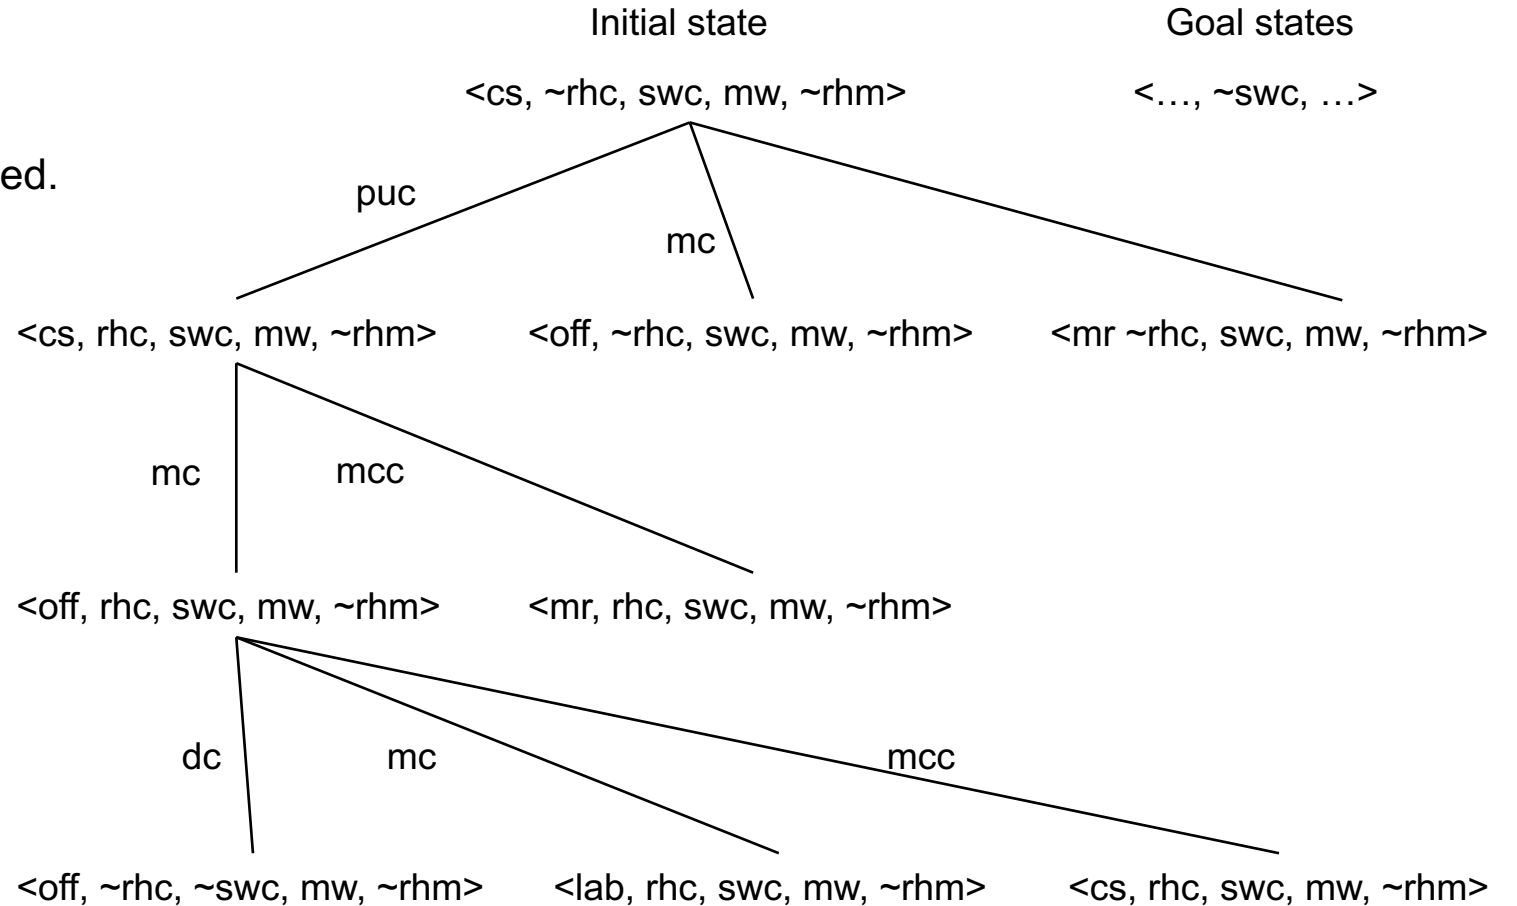 Initial state Goal states
<cs, ~rhc, swc, mw, ~rhm> <…, ~swc, …>
ed.
puc
mc
<cs, rhc, swc, mw, ~rhm> <off, ~rhc, swc, mw, ~rhm> <mr ~rhc, swc, mw, ~rhm>
mc mcc
<off, rhc, swc, mw, ~rhm> <mr, rhc, swc, mw, ~rhm>
dc mc mcc
<off, ~rhc, ~swc, mw, ~rhm> <lab, rhc, swc, mw, ~rhm> <cs, rhc, swc, mw, ~rhm>